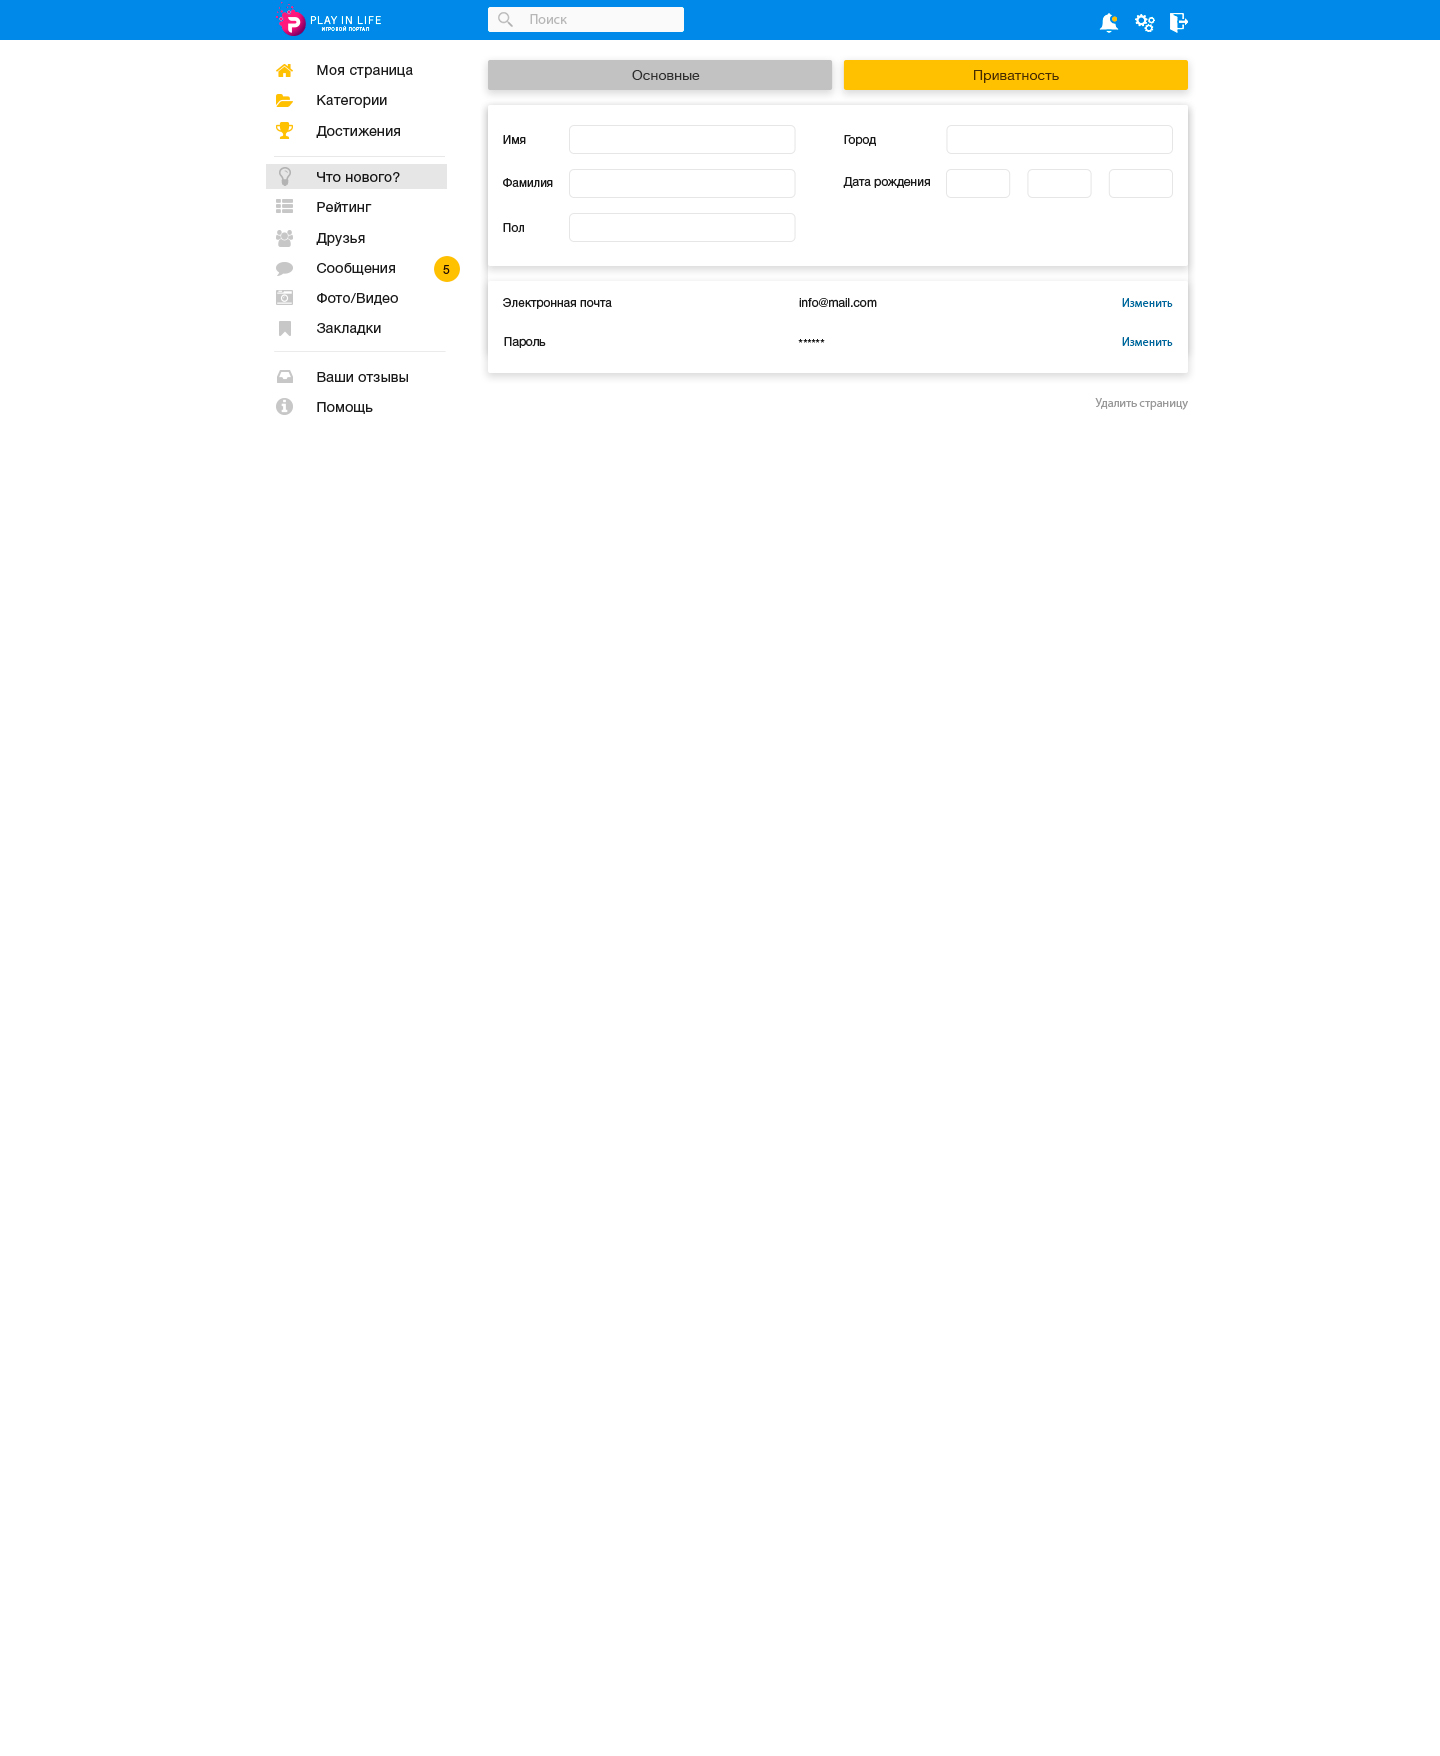 PLAY IN LIFE
ИГРОВОЙ ПОРТАЛ
Поиск
Моя страница
Категории
Достижения
Что нового?
Рейтинг
Друзья
Сообщения 5
Фото/Видео
Закладки
Ваши отзывы
Помощь
Основные Приватность
Имя Город
Фамилия Дата рождения
Пол
Электронная почта info@mail.com Изменить
Пароль ****** Изменить
Удалить страницу